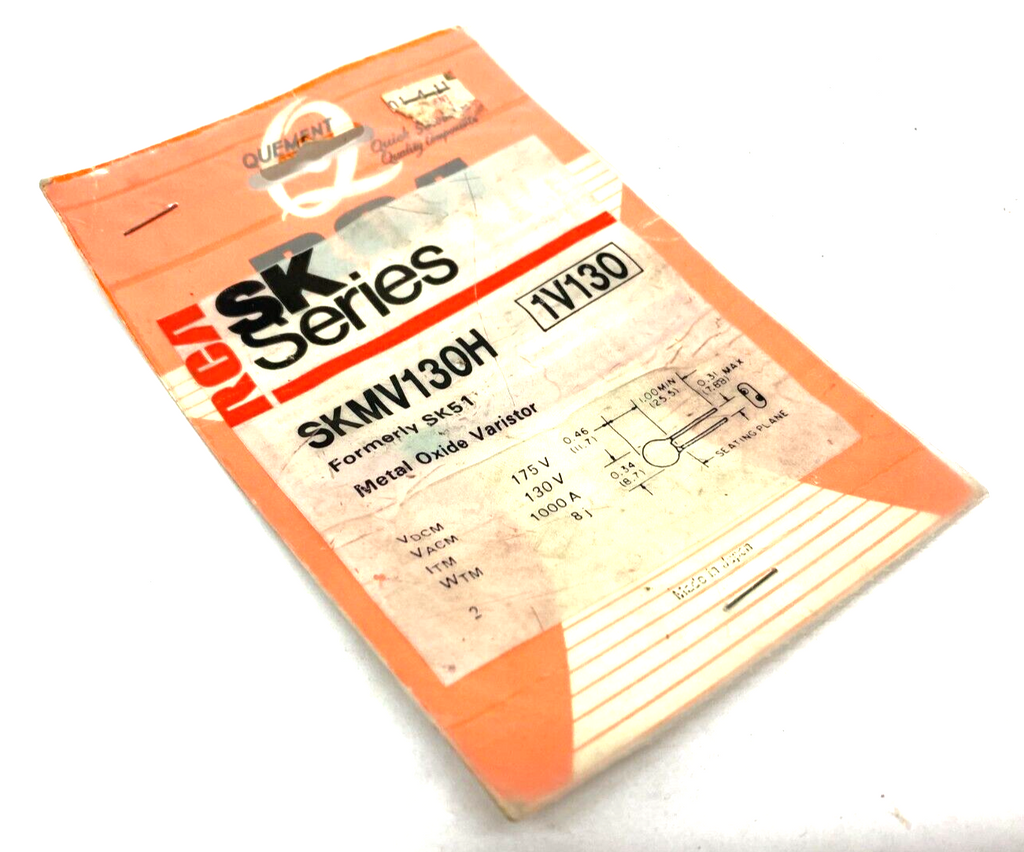 QUEMENT
Quick
Quality Components
RCA
SK
Series
SKMV130H
1V130
Formerly SK51
Metal Oxide Varistor
VDCM 175 V
VACM 130 V
ITM 1000 A
WTM 8 j
2
0.46
(11.7)
1.00 MIN
(25.5)
0.31 MAX
(7.88)
0.34
(8.7)
SEATING PLANE
Made in Japan